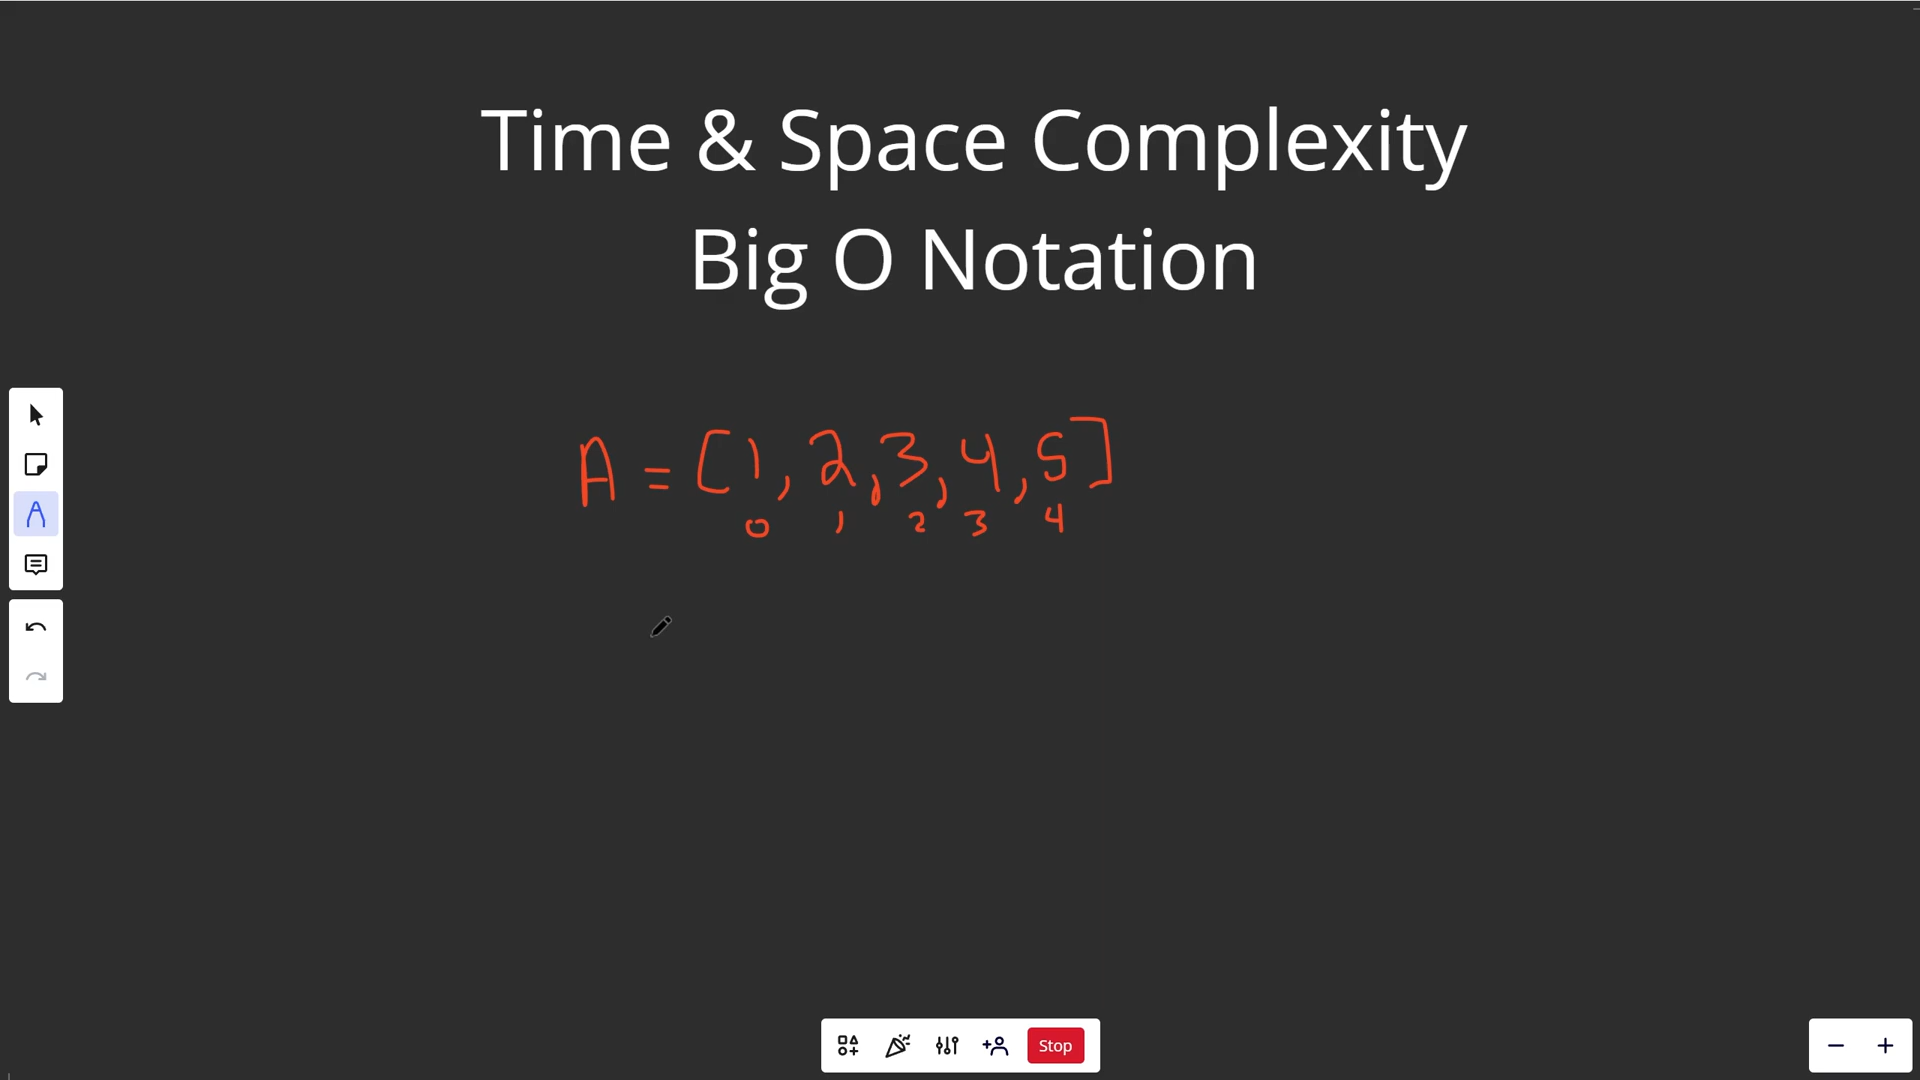 Time & Space Complexity
Big O Notation
A = [1, 2, 3, 4, 5]
0 1 2 3 4
Stop